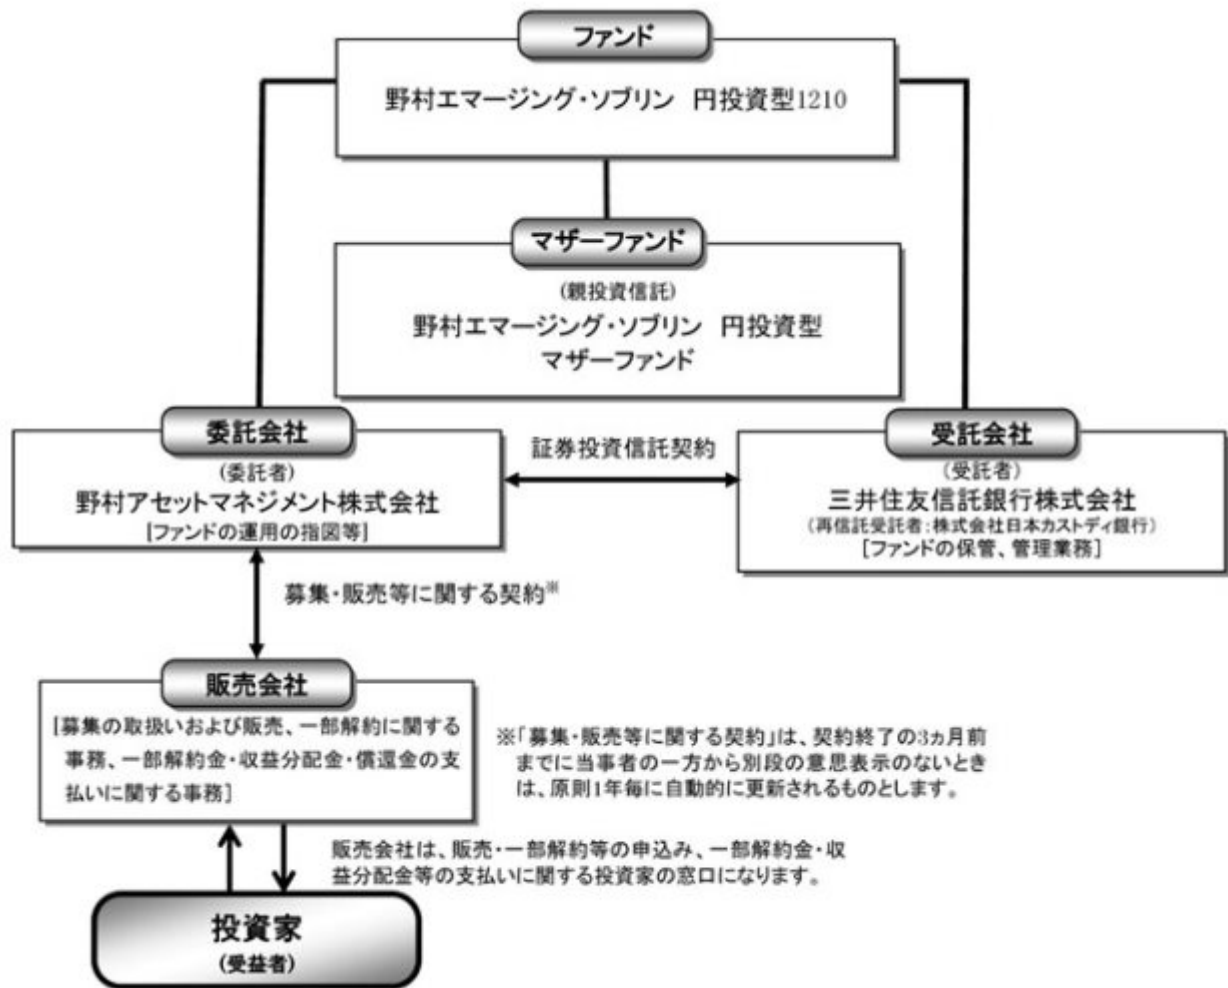 ファンド
野村エマージング・ソブリン 円投資型1210
マザーファンド
(親投資信託)
野村エマージング・ソブリン 円投資型
マザーファンド
委託会社
(委託者)
野村アセットマネジメント株式会社
[ファンドの運用の指図等]
証券投資信託契約
受託会社
(受託者)
三井住友信託銀行株式会社
(再信託受託者:株式会社日本カストディ銀行)
[ファンドの保管、管理業務]
募集・販売等に関する契約※
販売会社
[募集の取扱いおよび販売、一部解約に関する
事務、一部解約金・収益分配金・償還金の支
払いに関する事務]
※「募集・販売等に関する契約」は、契約終了の3ヵ月前
までに当事者の一方から別段の意思表示のないとき
は、原則1年毎に自動的に更新されるものとします。
販売会社は、販売・一部解約等の申込み、一部解約金・収
益分配金等の支払いに関する投資家の窓口になります。
投資家
(受益者)